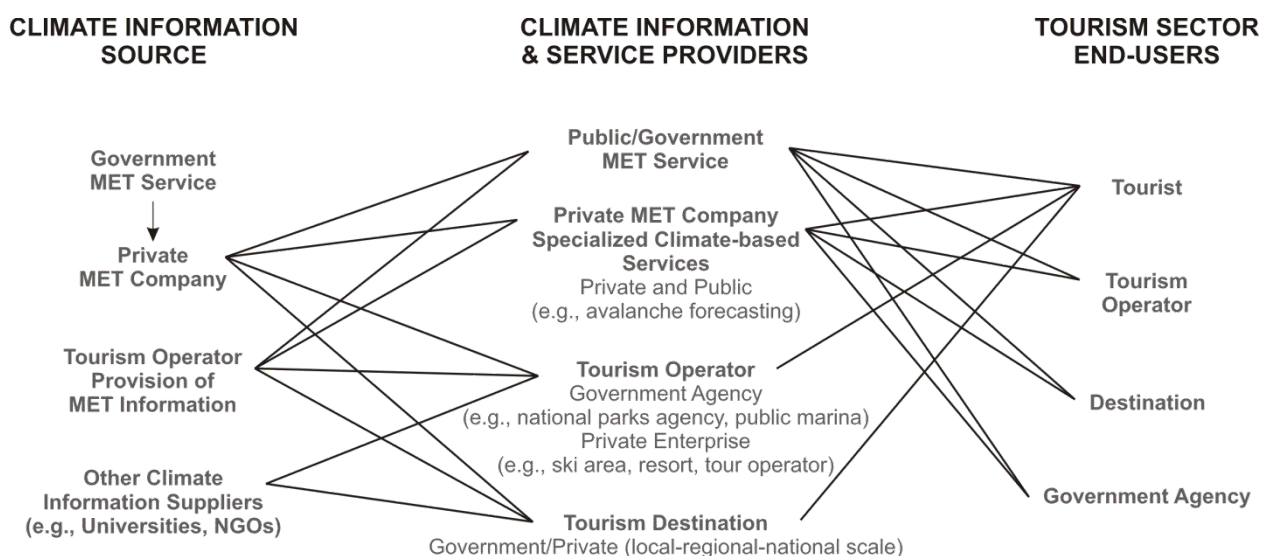 CLIMATE INFORMATION
SOURCE
CLIMATE INFORMATION
& SERVICE PROVIDERS
TOURISM SECTOR
END-USERS
Government
MET Service
Private
MET Company
Tourism Operator
Provision of
MET Information
Other Climate
Information Suppliers
(e.g., Universities, NGOs)
Public/Government
MET Service
Private MET Company
Specialized Climate-based
Services
Private and Public
(e.g., avalanche forecasting)
Tourism Operator
Government Agency
(e.g., national parks agency, public marina)
Private Enterprise
(e.g., ski area, resort, tour operator)
Tourism Destination
Government/Private (local-regional-national scale)
Tourist
Tourism
Operator
Destination
Government Agency